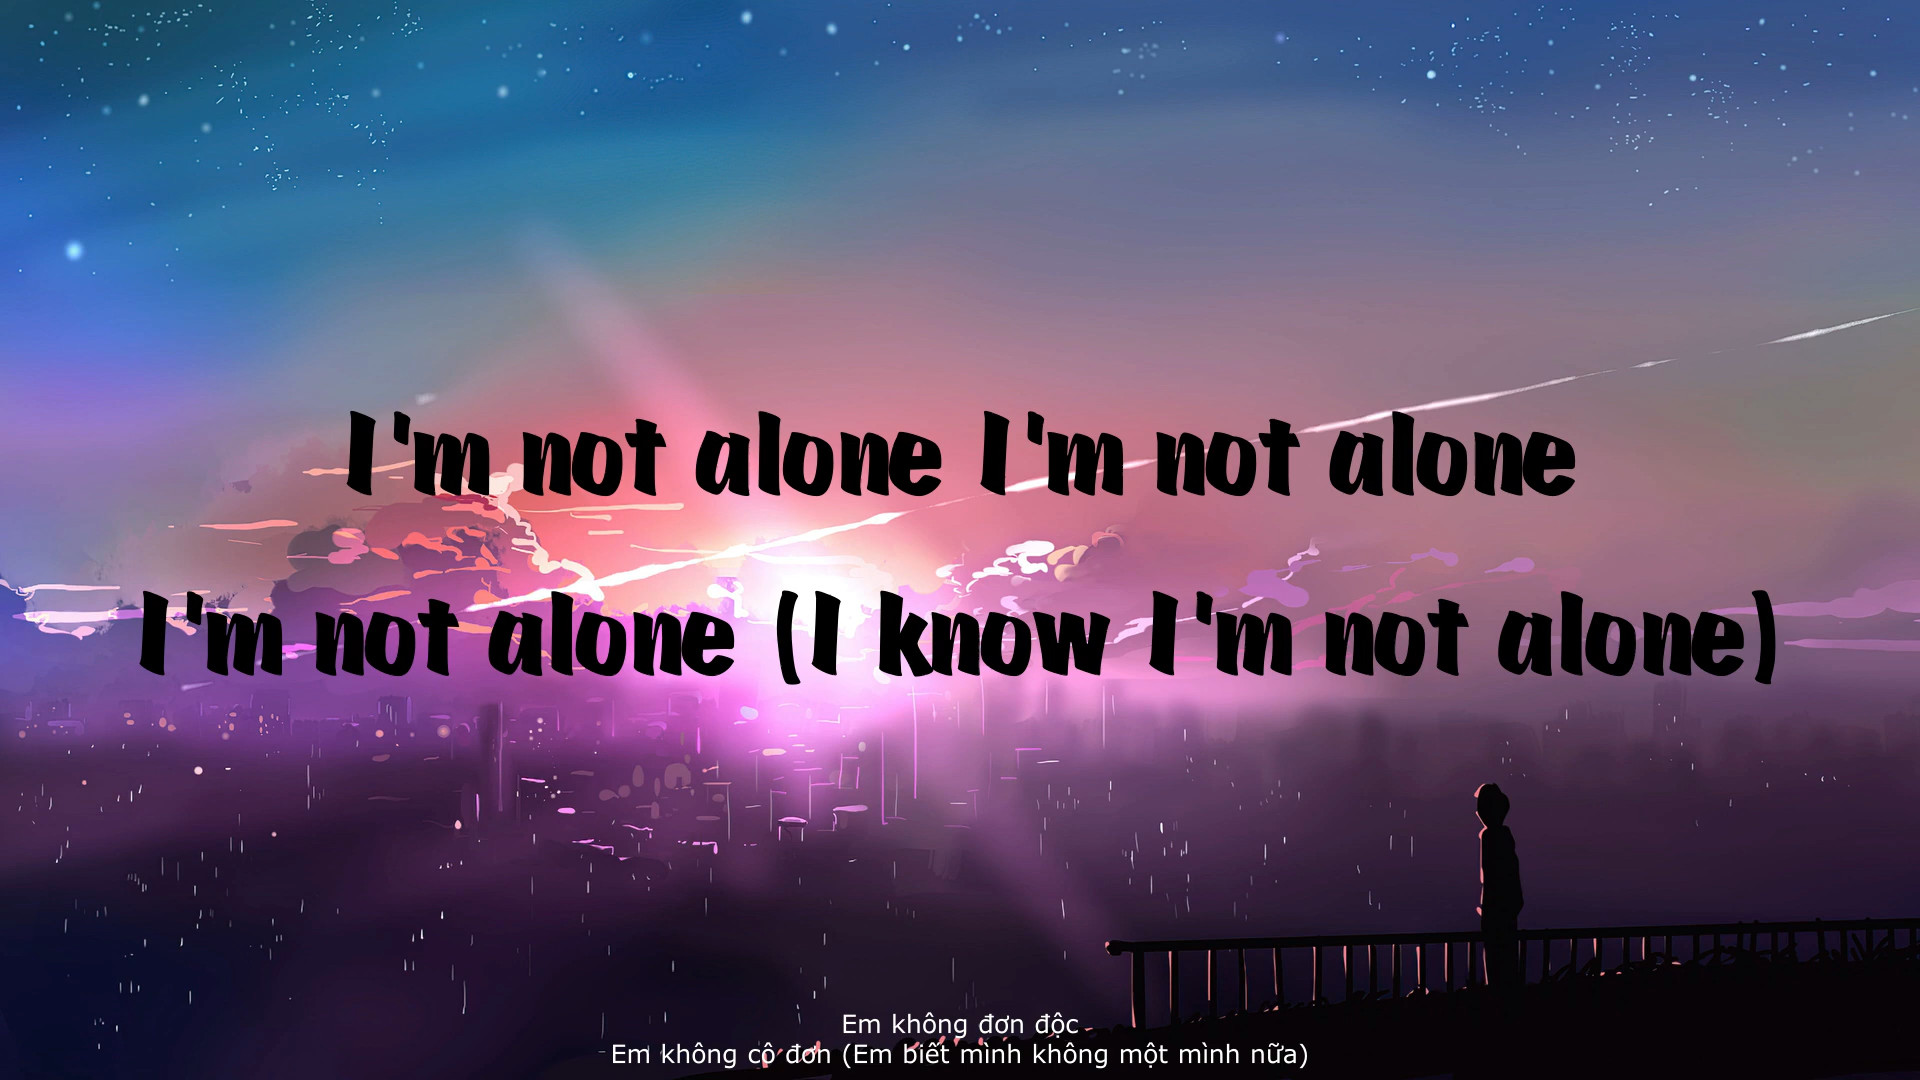 I'm not alone I'm not alone
I'm not alone (I know I'm not alone)
Em không đơn độc
Em không cô đơn (Em biết mình không một mình nữa)